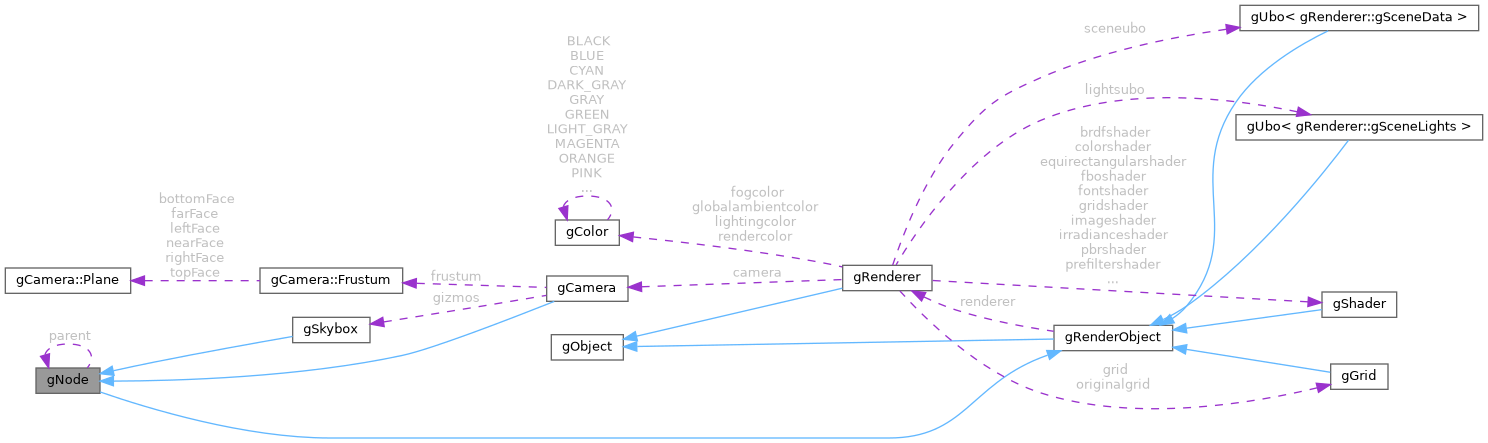 gUbo< gRenderer::gSceneData >
sceneubo
BLACK
BLUE
CYAN
DARK_GRAY
GRAY
GREEN
LIGHT_GRAY
MAGENTA
ORANGE
PINK
...
lightsubo
gUbo< gRenderer::gSceneLights >
brdfshader
colorshader
equirectangularshader
fboshader
fontshader
gridshader
imageshader
irradianceshader
pbrshader
prefiltershader
...
bottomFace
farFace
leftFace
nearFace
rightFace
topFace
fogcolor
globalambientcolor
lightingcolor
rendercolor
gColor
gCamera::Plane
gCamera::Frustum
frustum
gizmos
gCamera
camera
gRenderer
renderer
gShader
gSkybox
parent
gNode
gObject
gRenderObject
grid
originalgrid
gGrid